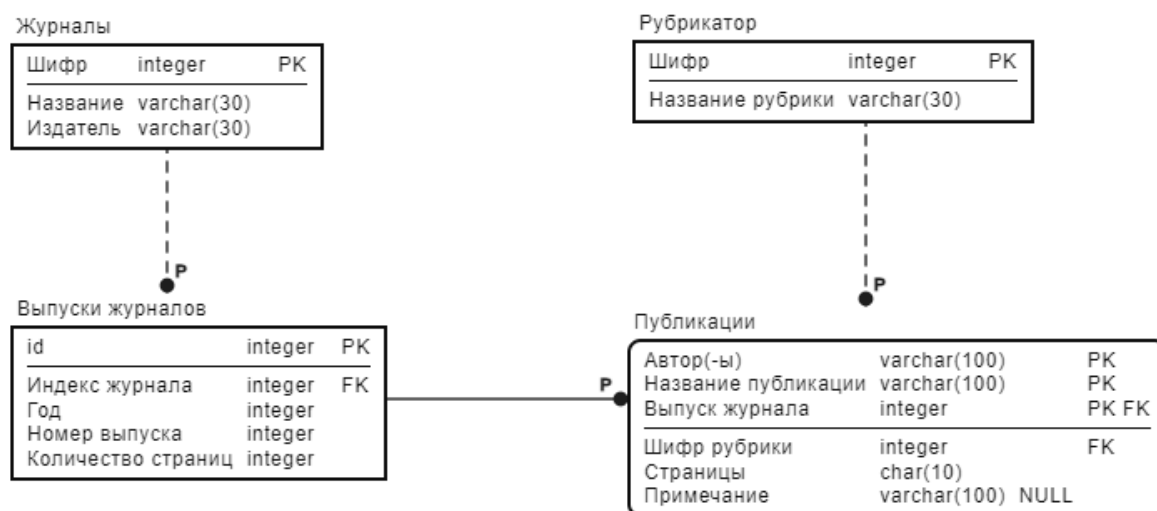 Журналы
Шифр integer PK
Название varchar(30)
Издатель varchar(30)
Рубрикатор
Шифр integer PK
Название рубрики varchar(30)
P
P
Выпуски журналов
id integer PK
Индекс журнала integer FK
Год integer
Номер выпуска integer
Количество страниц integer
P
Публикации
Автор(-ы) varchar(100) PK
Название публикации varchar(100) PK
Выпуск журнала integer PK FK
Шифр рубрики integer FK
Страницы char(10)
Примечание varchar(100) NULL